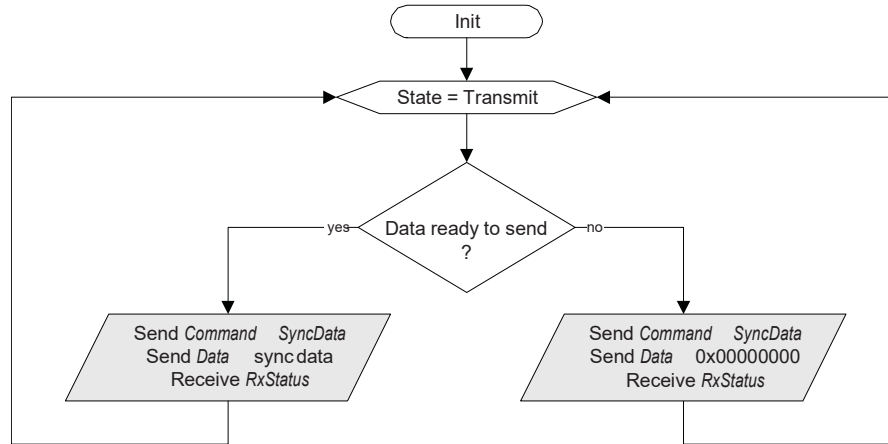 Init
State = Transmit
Data ready to send
?
yes
no
Send Command SyncData
Send Data sync data
Receive RxStatus
Send Command SyncData
Send Data 0x00000000
Receive RxStatus